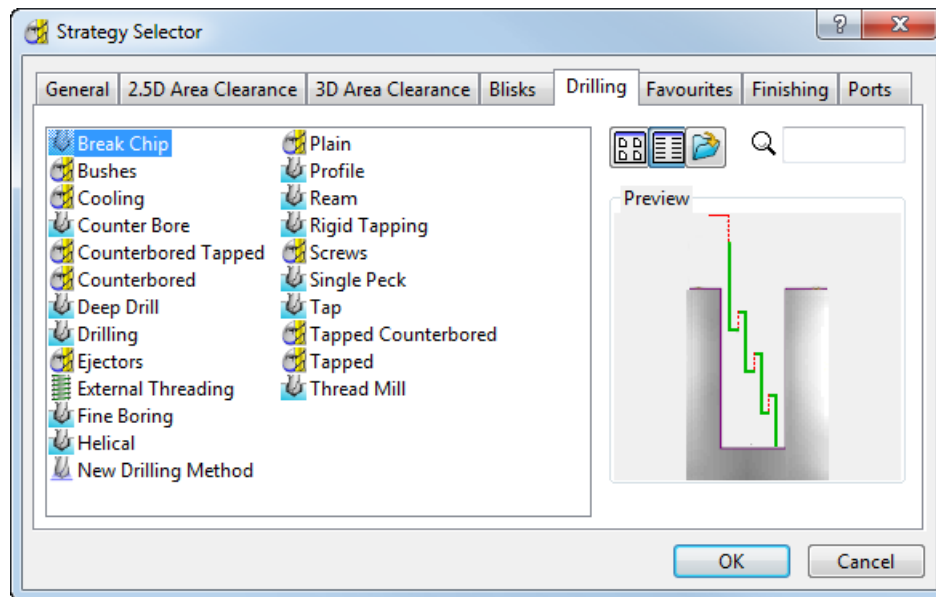 Strategy Selector
?
X
General 2.5D Area Clearance 3D Area Clearance Blisks Drilling Favourites Finishing Ports
Break Chip
Bushes
Cooling
Counter Bore
Counterbored Tapped
Counterbored
Deep Drill
Drilling
Ejectors
External Threading
Fine Boring
Helical
New Drilling Method
Plain
Profile
Ream
Rigid Tapping
Screws
Single Peck
Tap
Tapped Counterbored
Tapped
Thread Mill
Preview
OK Cancel